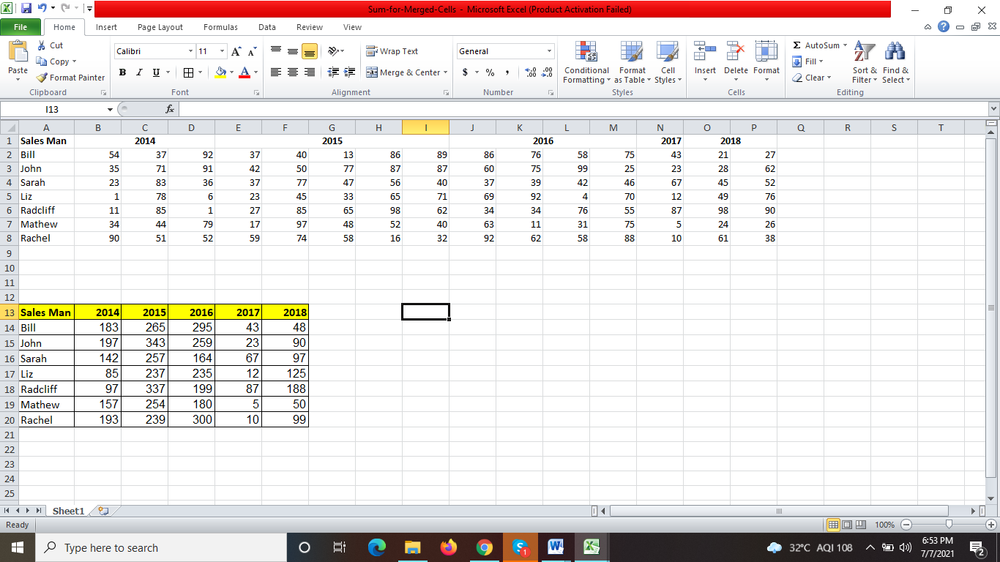 Sum-for-Merged-Cells - Microsoft Excel (Product Activation Failed)
File Home Insert Page Layout Formulas Data Review View
Paste Cut Copy Format Painter
Calibri 11 B I U
Wrap Text Merge & Center
General $ % ,
Conditional Formatting Format as Table Cell Styles
Insert Delete Format
Σ AutoSum Fill Clear Sort & Filter Find & Select
Clipboard Font Alignment Number Styles Cells Editing
I13 fx
A B C D E F G H I J K L M N O P Q R S T
1 Sales Man 2014 2015 2016 2017 2018
2 Bill 54 37 92 37 40 13 86 89 86 76 58 75 43 21 27
3 John 35 71 91 42 50 77 87 87 60 75 99 25 23 28 62
4 Sarah 23 83 36 37 77 47 56 40 37 39 42 46 67 45 52
5 Liz 1 78 6 23 45 33 65 71 69 92 4 70 12 49 76
6 Radcliff 11 85 1 27 85 65 98 62 34 34 76 55 87 98 90
7 Mathew 34 44 79 17 97 48 52 40 63 11 31 75 5 24 26
8 Rachel 90 51 52 59 74 58 16 32 92 62 58 88 10 61 38
9
10
11
12
13 Sales Man 2014 2015 2016 2017 2018
14 Bill 183 265 295 43 48
15 John 197 343 259 23 90
16 Sarah 142 257 164 67 97
17 Liz 85 237 235 12 125
18 Radcliff 97 337 199 87 188
19 Mathew 157 254 180 5 50
20 Rachel 193 239 300 10 99
21
22
23
24
25
Sheet1
Ready 100%
Type here to search 1 32°C AQI 108 6:53 PM
7/7/2021 2